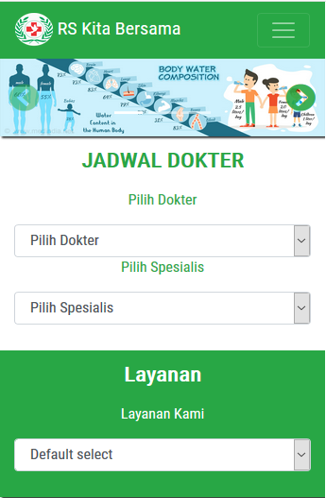 RS Kita Bersama
BODY WATER
COMPOSITION
Water
Content in
the Human Body
JADWAL DOKTER
Pilih Dokter
Pilih Dokter
Pilih Spesialis
Pilih Spesialis
Layanan
Layanan Kami
Default select